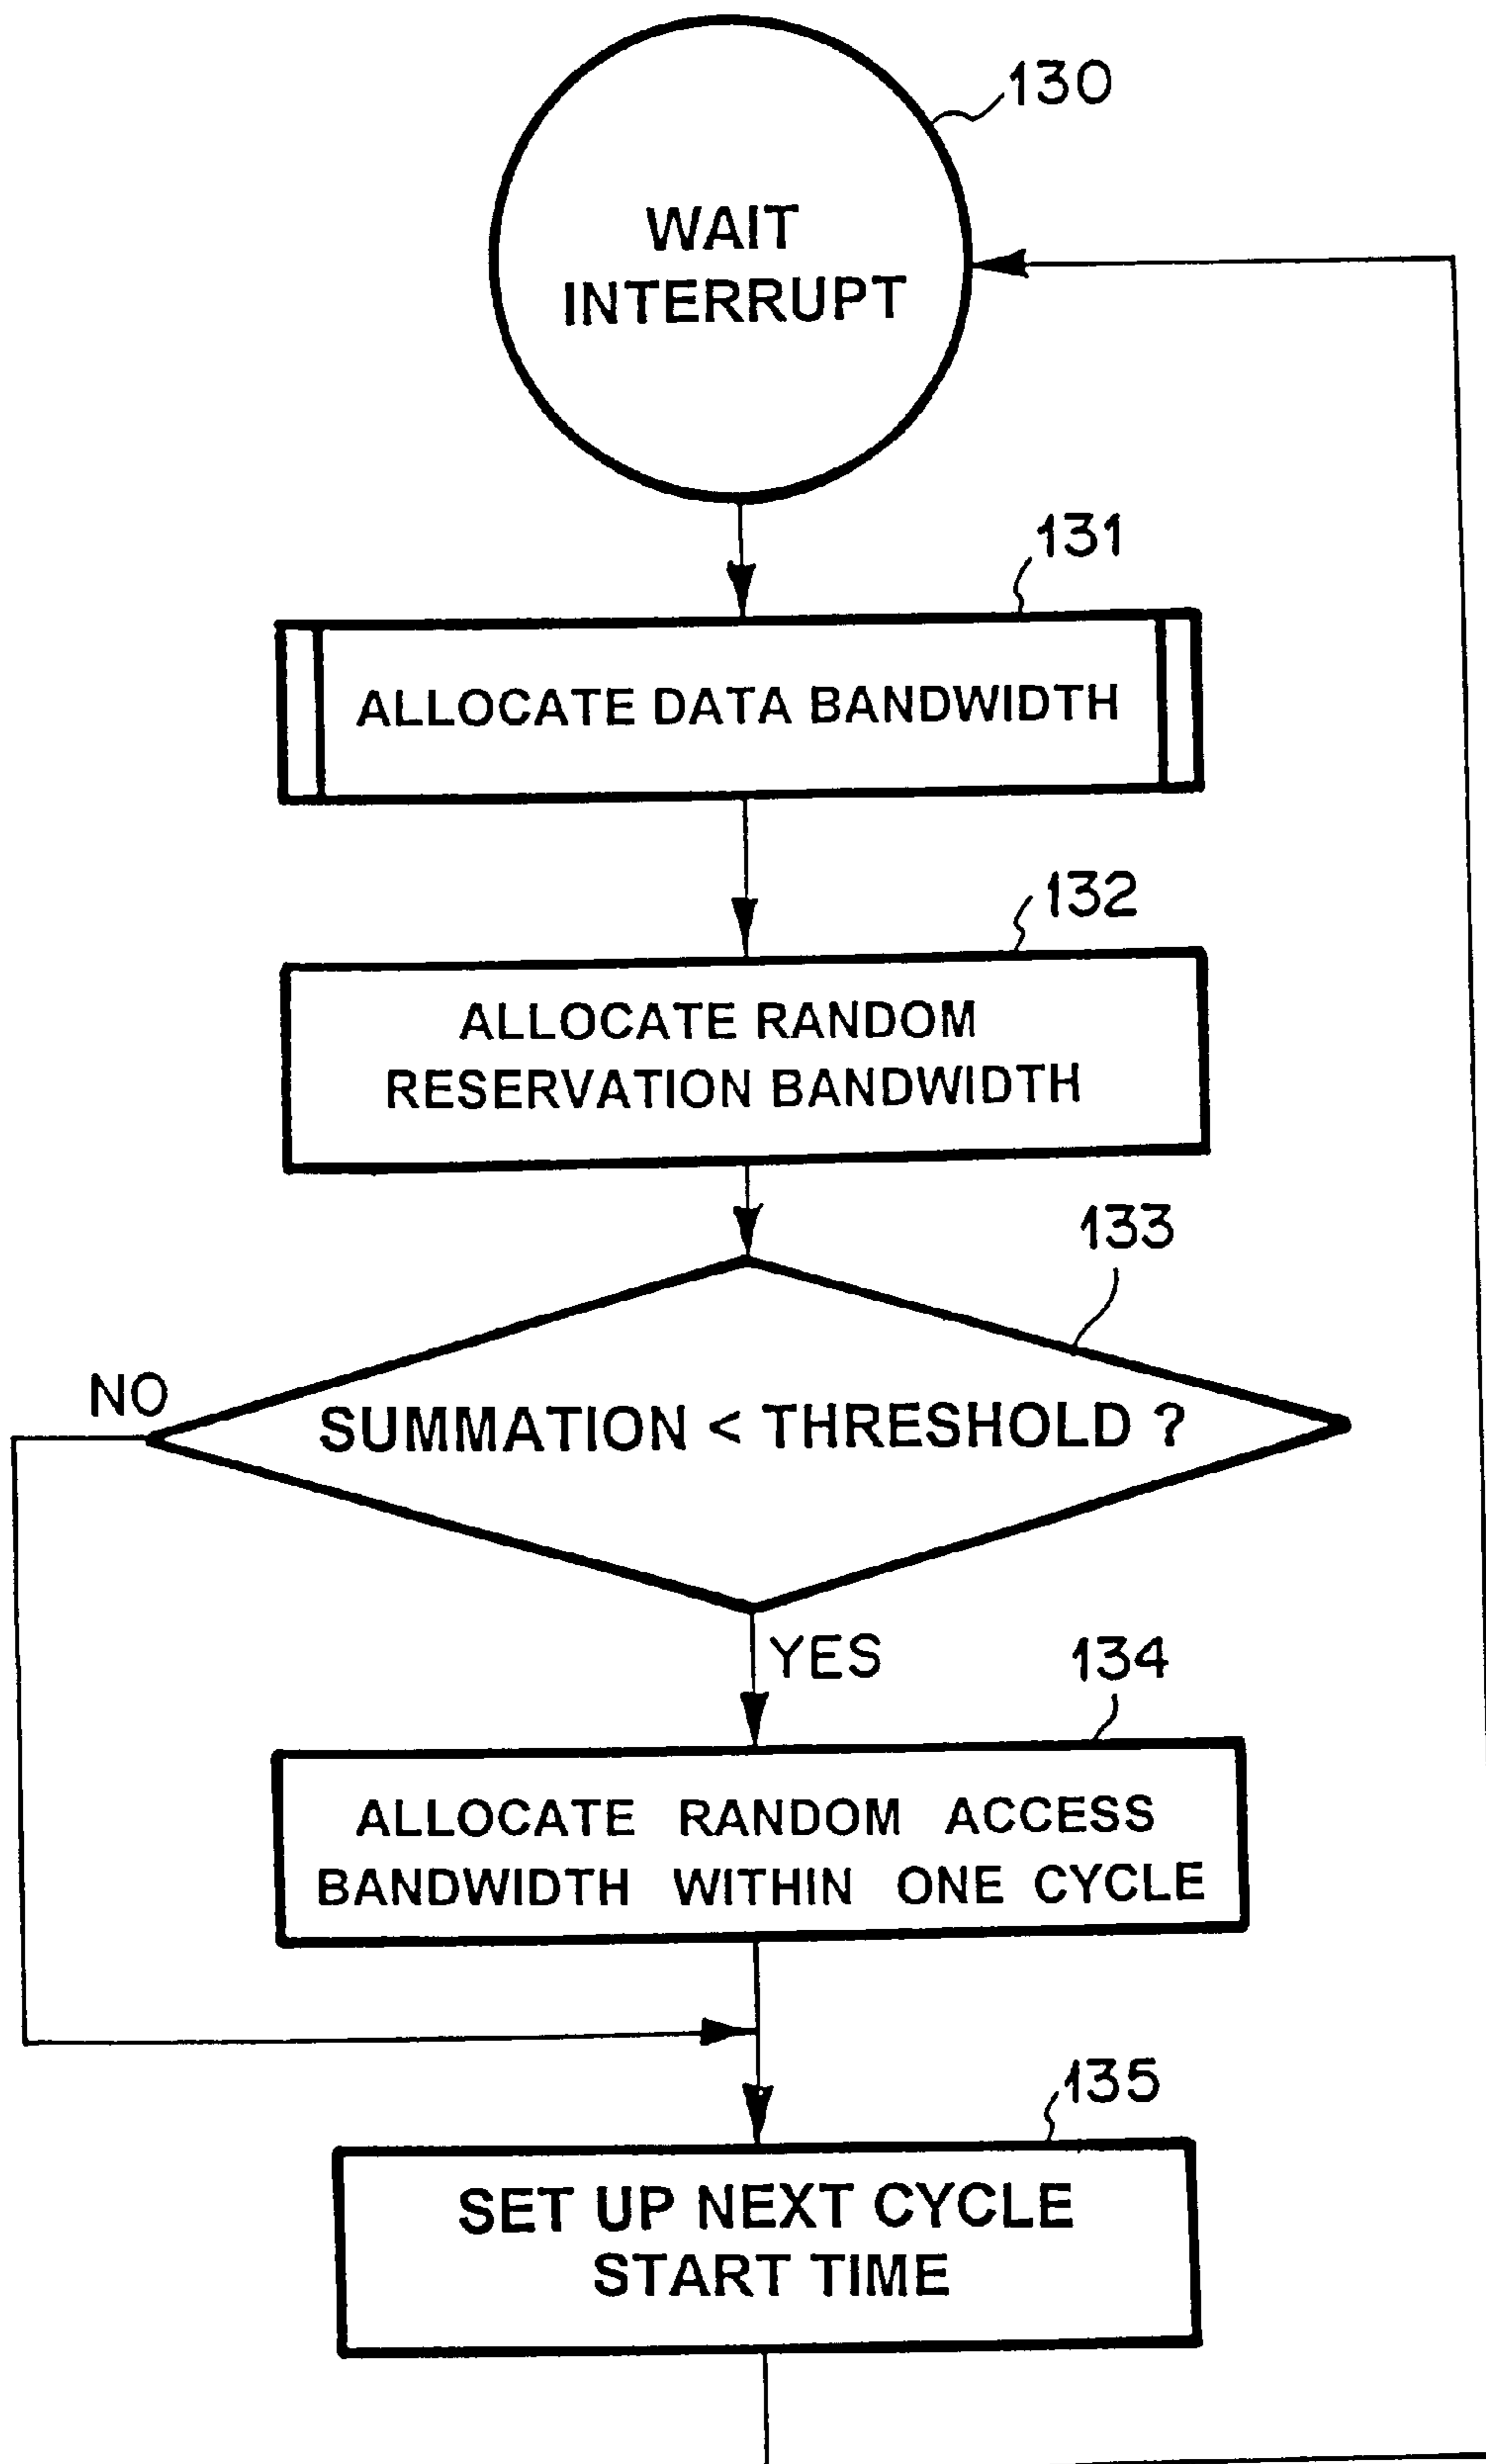 130
WAIT
INTERRUPT
131
ALLOCATE DATA BANDWIDTH
132
ALLOCATE RANDOM
RESERVATION BANDWIDTH
133
NO
SUMMATION < THRESHOLD ?
YES
134
ALLOCATE RANDOM ACCESS
BANDWIDTH WITHIN ONE CYCLE
135
SET UP NEXT CYCLE
START TIME